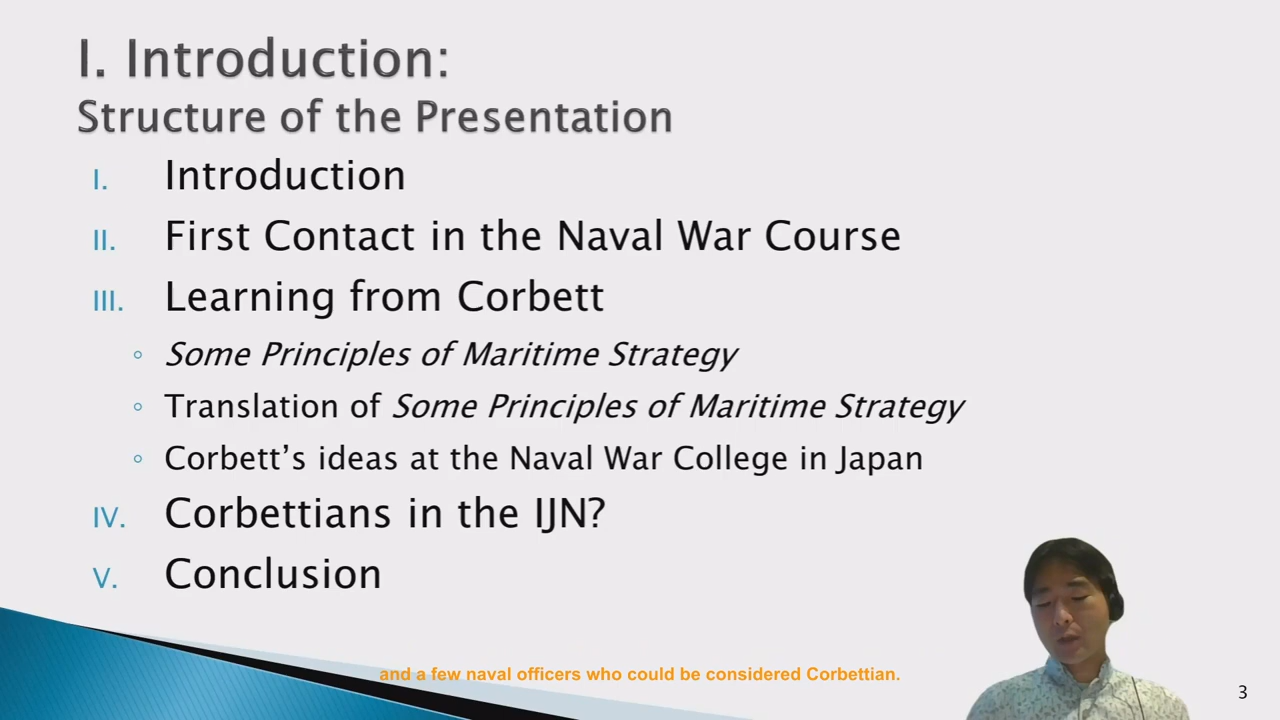 I. Introduction:
Structure of the Presentation
I. Introduction
II. First Contact in the Naval War Course
III. Learning from Corbett
◦ Some Principles of Maritime Strategy
◦ Translation of Some Principles of Maritime Strategy
◦ Corbett’s ideas at the Naval War College in Japan
IV. Corbettians in the IJN?
V. Conclusion
and a few naval officers who could be considered Corbettian.
3